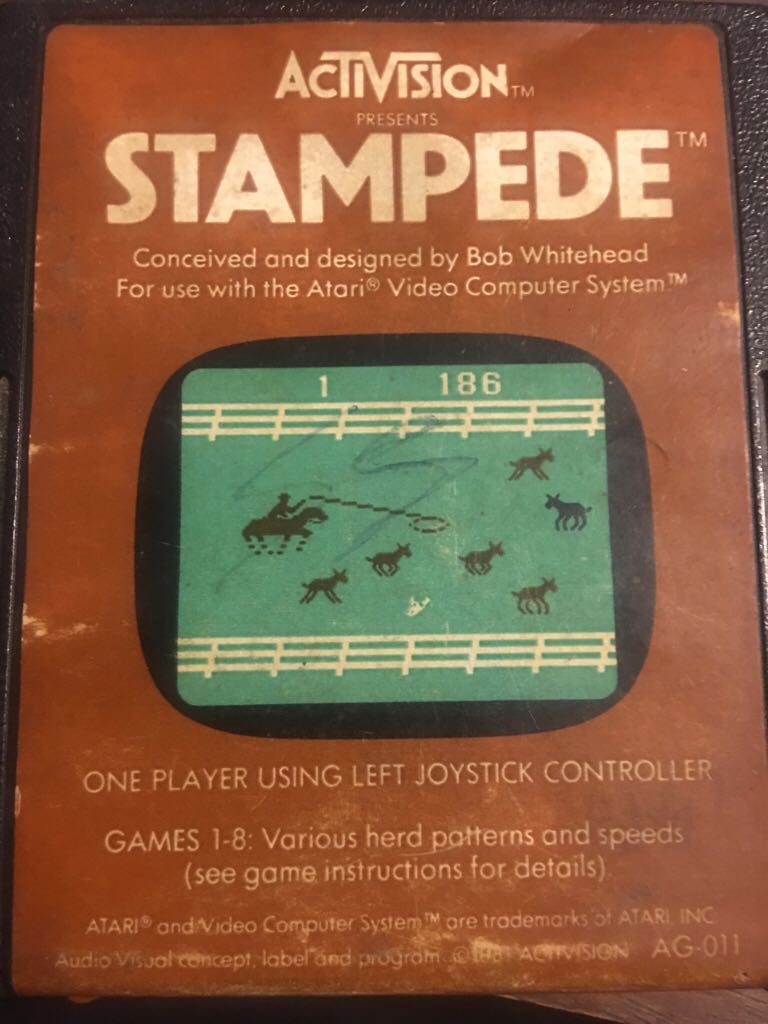 ACTIVISION™
PRESENTS
STAMPEDE™
Conceived and designed by Bob Whitehead
For use with the Atari® Video Computer System™
1 186
ONE PLAYER USING LEFT JOYSTICK CONTROLLER
GAMES 1-8: Various herd patterns and speeds
(see game instructions for details)
ATARI® and Video Computer System™ are trademarks of ATARI, INC.
Audio Visual concept, label and program ©1981 ACTIVISION AG-011